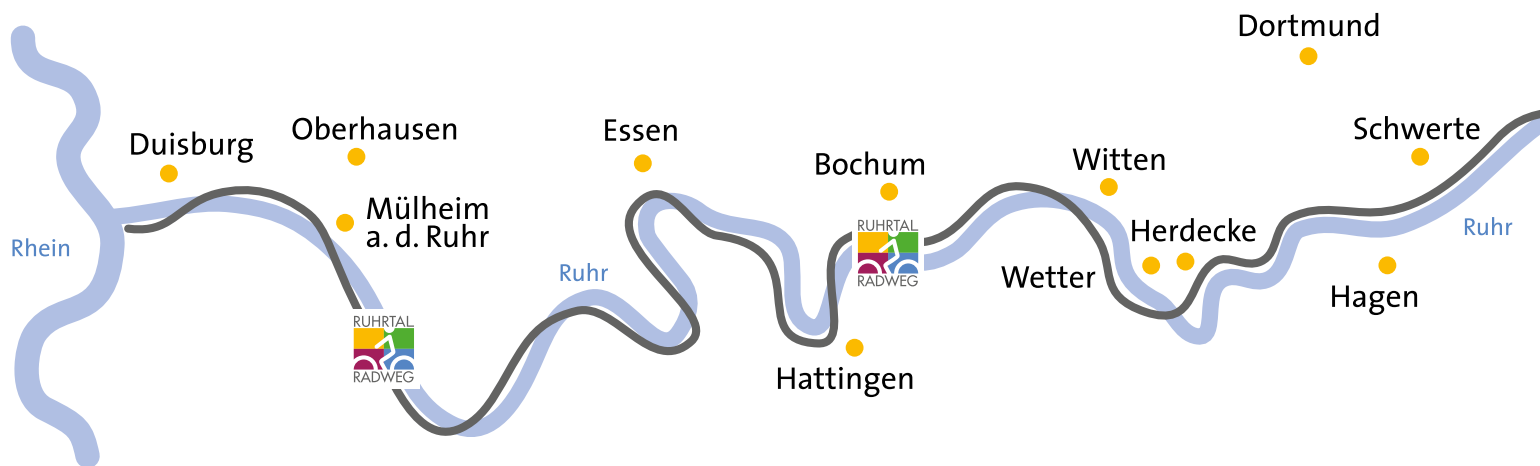 Dortmund
Duisburg
Oberhausen
Essen
Bochum
Witten
Schwerte
Mülheim
a. d. Ruhr
Rhein
Ruhr
RUHRTAL
RADWEG
Herdecke
Wetter
Ruhr
Hagen
RUHRTAL
RADWEG
Hattingen